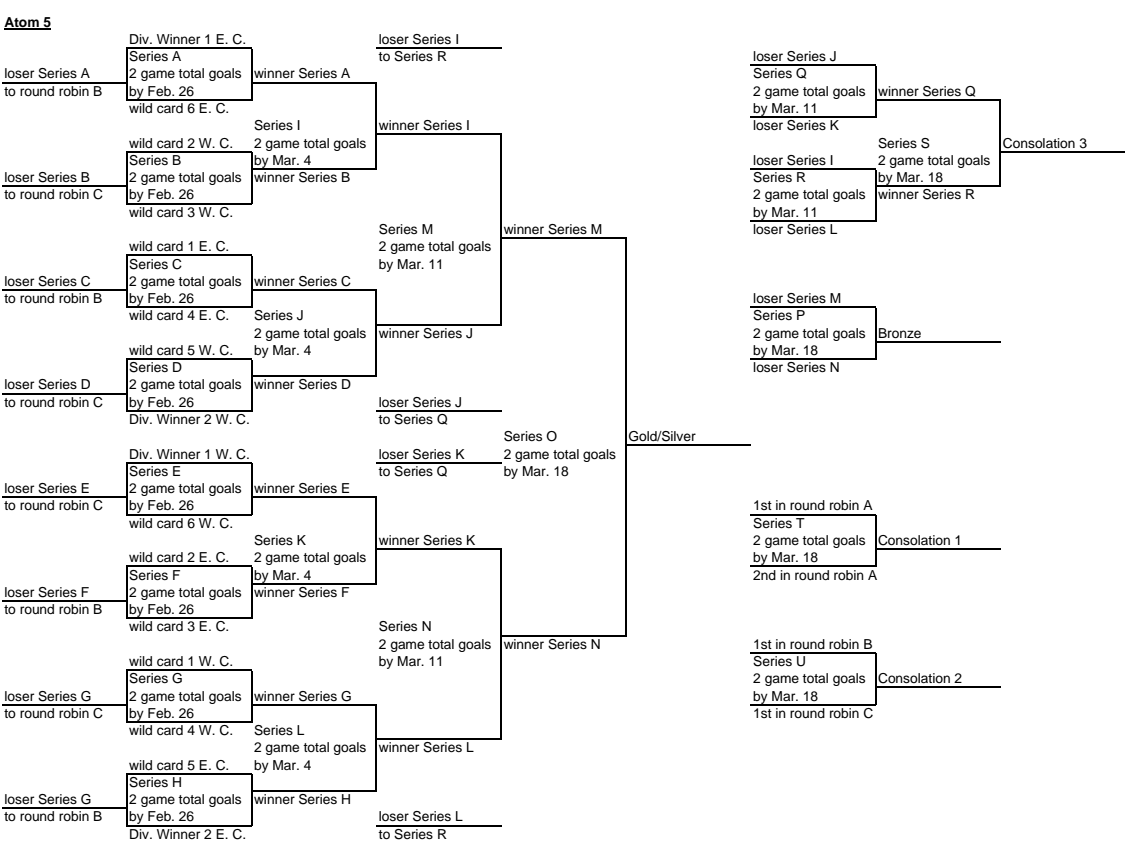 Atom 5
Div. Winner 1 E. C.
Series A
loser Series A
2 game total goals
winner Series A
to round robin B
by Feb. 26
wild card 6 E. C.
Series I
winner Series I
wild card 2 W. C.
2 game total goals
Series B
by Mar. 4
loser Series B
2 game total goals
winner Series B
to round robin C
by Feb. 26
wild card 3 W. C.
Series M
winner Series M
wild card 1 E. C.
2 game total goals
Series C
by Mar. 11
loser Series C
2 game total goals
winner Series C
to round robin B
by Feb. 26
wild card 4 E. C.
Series J
2 game total goals
winner Series J
wild card 5 W. C.
by Mar. 4
Series D
loser Series D
2 game total goals
winner Series D
to round robin C
by Feb. 26
Div. Winner 2 W. C.
loser Series I
to Series R
loser Series J
to Series Q
Series O
Gold/Silver
2 game total goals
by Mar. 18
loser Series K
to Series Q
Div. Winner 1 W. C.
Series E
loser Series E
2 game total goals
winner Series E
to round robin C
by Feb. 26
wild card 6 W. C.
Series K
winner Series K
wild card 2 E. C.
2 game total goals
Series F
by Mar. 4
loser Series F
2 game total goals
winner Series F
to round robin B
by Feb. 26
wild card 3 E. C.
Series N
2 game total goals
winner Series N
by Mar. 11
wild card 1 W. C.
Series G
loser Series G
2 game total goals
winner Series G
to round robin C
by Feb. 26
wild card 4 W. C.
Series L
2 game total goals
winner Series L
wild card 5 E. C.
by Mar. 4
Series H
loser Series G
2 game total goals
winner Series H
to round robin B
by Feb. 26
Div. Winner 2 E. C.
loser Series L
to Series R
loser Series J
Series Q
2 game total goals
winner Series Q
by Mar. 11
loser Series K
Series S
Consolation 3
2 game total goals
by Mar. 18
loser Series I
Series R
2 game total goals
winner Series R
by Mar. 11
loser Series L
loser Series M
Series P
2 game total goals
Bronze
by Mar. 18
loser Series N
1st in round robin A
Series T
2 game total goals
Consolation 1
by Mar. 18
2nd in round robin A
1st in round robin B
Series U
2 game total goals
Consolation 2
by Mar. 18
1st in round robin C